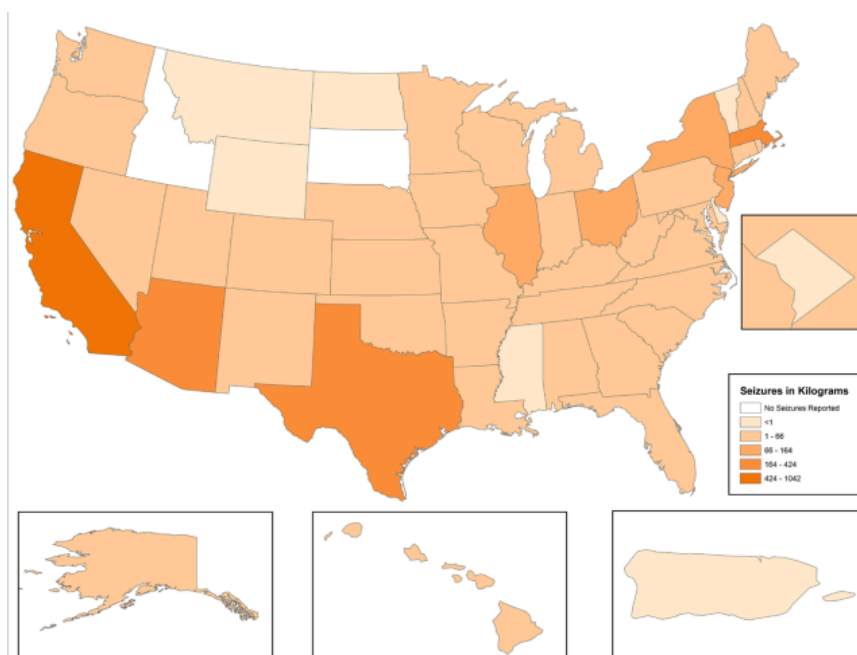 Seizures in Kilograms
No Seizures Reported
<1
1 - 66
66 - 164
164 - 424
424 - 1042